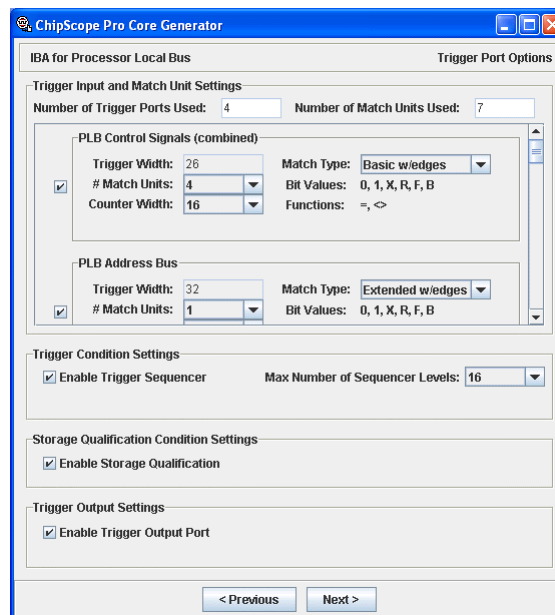 ChipScope Pro Core Generator
IBA for Processor Local Bus Trigger Port Options
Trigger Input and Match Unit Settings
Number of Trigger Ports Used: 4 Number of Match Units Used: 7
PLB Control Signals (combined)
Trigger Width: 26 Match Type: Basic w/edges
# Match Units: 4 Bit Values: 0, 1, X, R, F, B
Counter Width: 16 Functions: =, <>
PLB Address Bus
Trigger Width: 32 Match Type: Extended w/edges
# Match Units: 1 Bit Values: 0, 1, X, R, F, B
Trigger Condition Settings
Enable Trigger Sequencer Max Number of Sequencer Levels: 16
Storage Qualification Condition Settings
Enable Storage Qualification
Trigger Output Settings
Enable Trigger Output Port
< Previous Next >